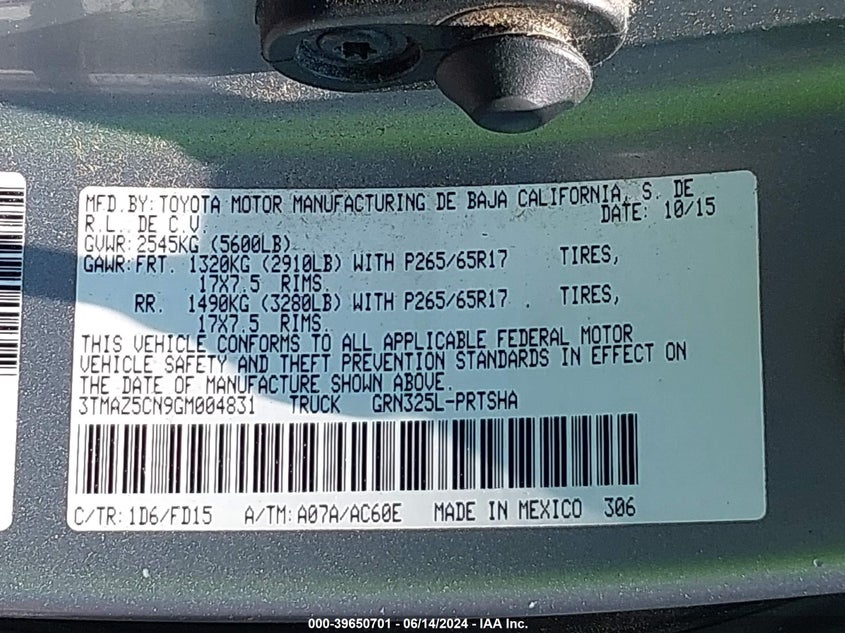 MFD. BY: TOYOTA MOTOR MANUFACTURING DE BAJA CALIFORNIA, S. DE
R.L. DE C.V. DATE: 10/15
GVWR: 2545KG (5600LB)
GAWR: FRT. 1320KG (2910LB) WITH P265/65R17 TIRES,
17X7.5 RIMS.
RR. 1490KG (3280LB) WITH P265/65R17 . TIRES,
17X7.5 RIMS.
THIS VEHICLE CONFORMS TO ALL APPLICABLE FEDERAL MOTOR
VEHICLE SAFETY AND THEFT PREVENTION STANDARDS IN EFFECT ON
THE DATE OF MANUFACTURE SHOWN ABOVE.
3TMAZ5CN9GM004831 TRUCK GRN325L-PRTSHA
C/TR: 1D6/FD15 A/TM: A07A/AC60E MADE IN MEXICO 306
000-39650701 - 06/14/2024 - IAA Inc.